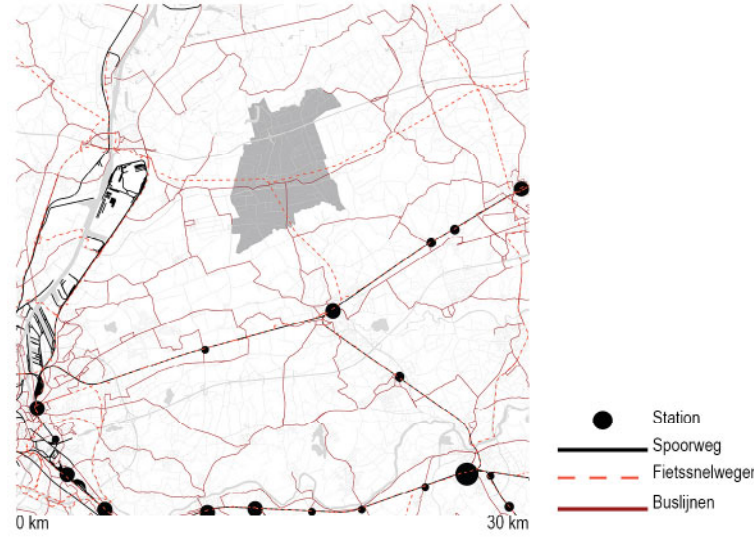 Station
Spoorweg
Fietssnelwegen
Buslijnen
0 km
30 km